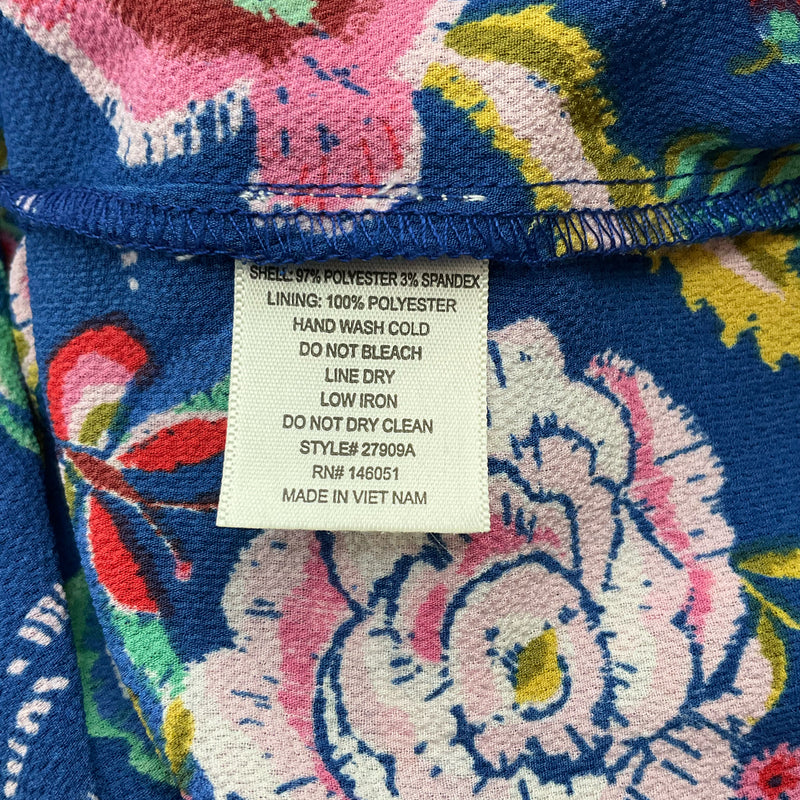 SHELL: 97% POLYESTER 3% SPANDEX
LINING: 100% POLYESTER
HAND WASH COLD
DO NOT BLEACH
LINE DRY
LOW IRON
DO NOT DRY CLEAN
STYLE# 27909A
RN# 146051
MADE IN VIET NAM